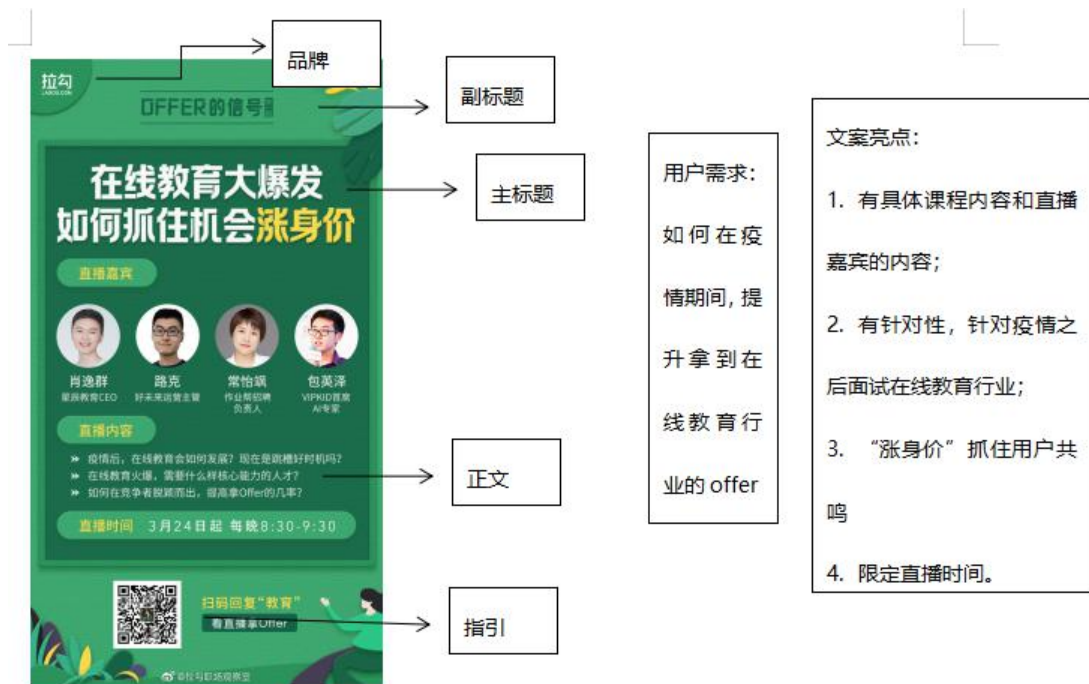 品牌
副标题
主标题
正文
指引
拉勾
LAGOU.COM
OFFER的信号
在线教育大爆发
如何抓住机会涨身价
直播嘉宾
肖逸群
路克
常怡飒
包英泽
星辰教育CEO
好未来运营主管
作业帮招聘
负责人
VIPKID首席
AI专家
直播内容
» 疫情后，在线教育会如何发展？现在是跳槽好时机吗？
» 在线教育火爆，需要什么样核心能力的人才？
» 如何在竞争者脱颖而出，提高拿Offer的几率？
直播时间 3月24日起 每晚8:30-9:30
扫码回复“教育”
看直播拿Offer
@拉勾职场观察室
用户需求：
如何在疫
情期间，提
升拿到在
线教育行
业的 offer
文案亮点：
1. 有具体课程内容和直播
嘉宾的内容；
2. 有针对性，针对疫情之
后面试在线教育行业；
3. “涨身价”抓住用户共
鸣
4. 限定直播时间。